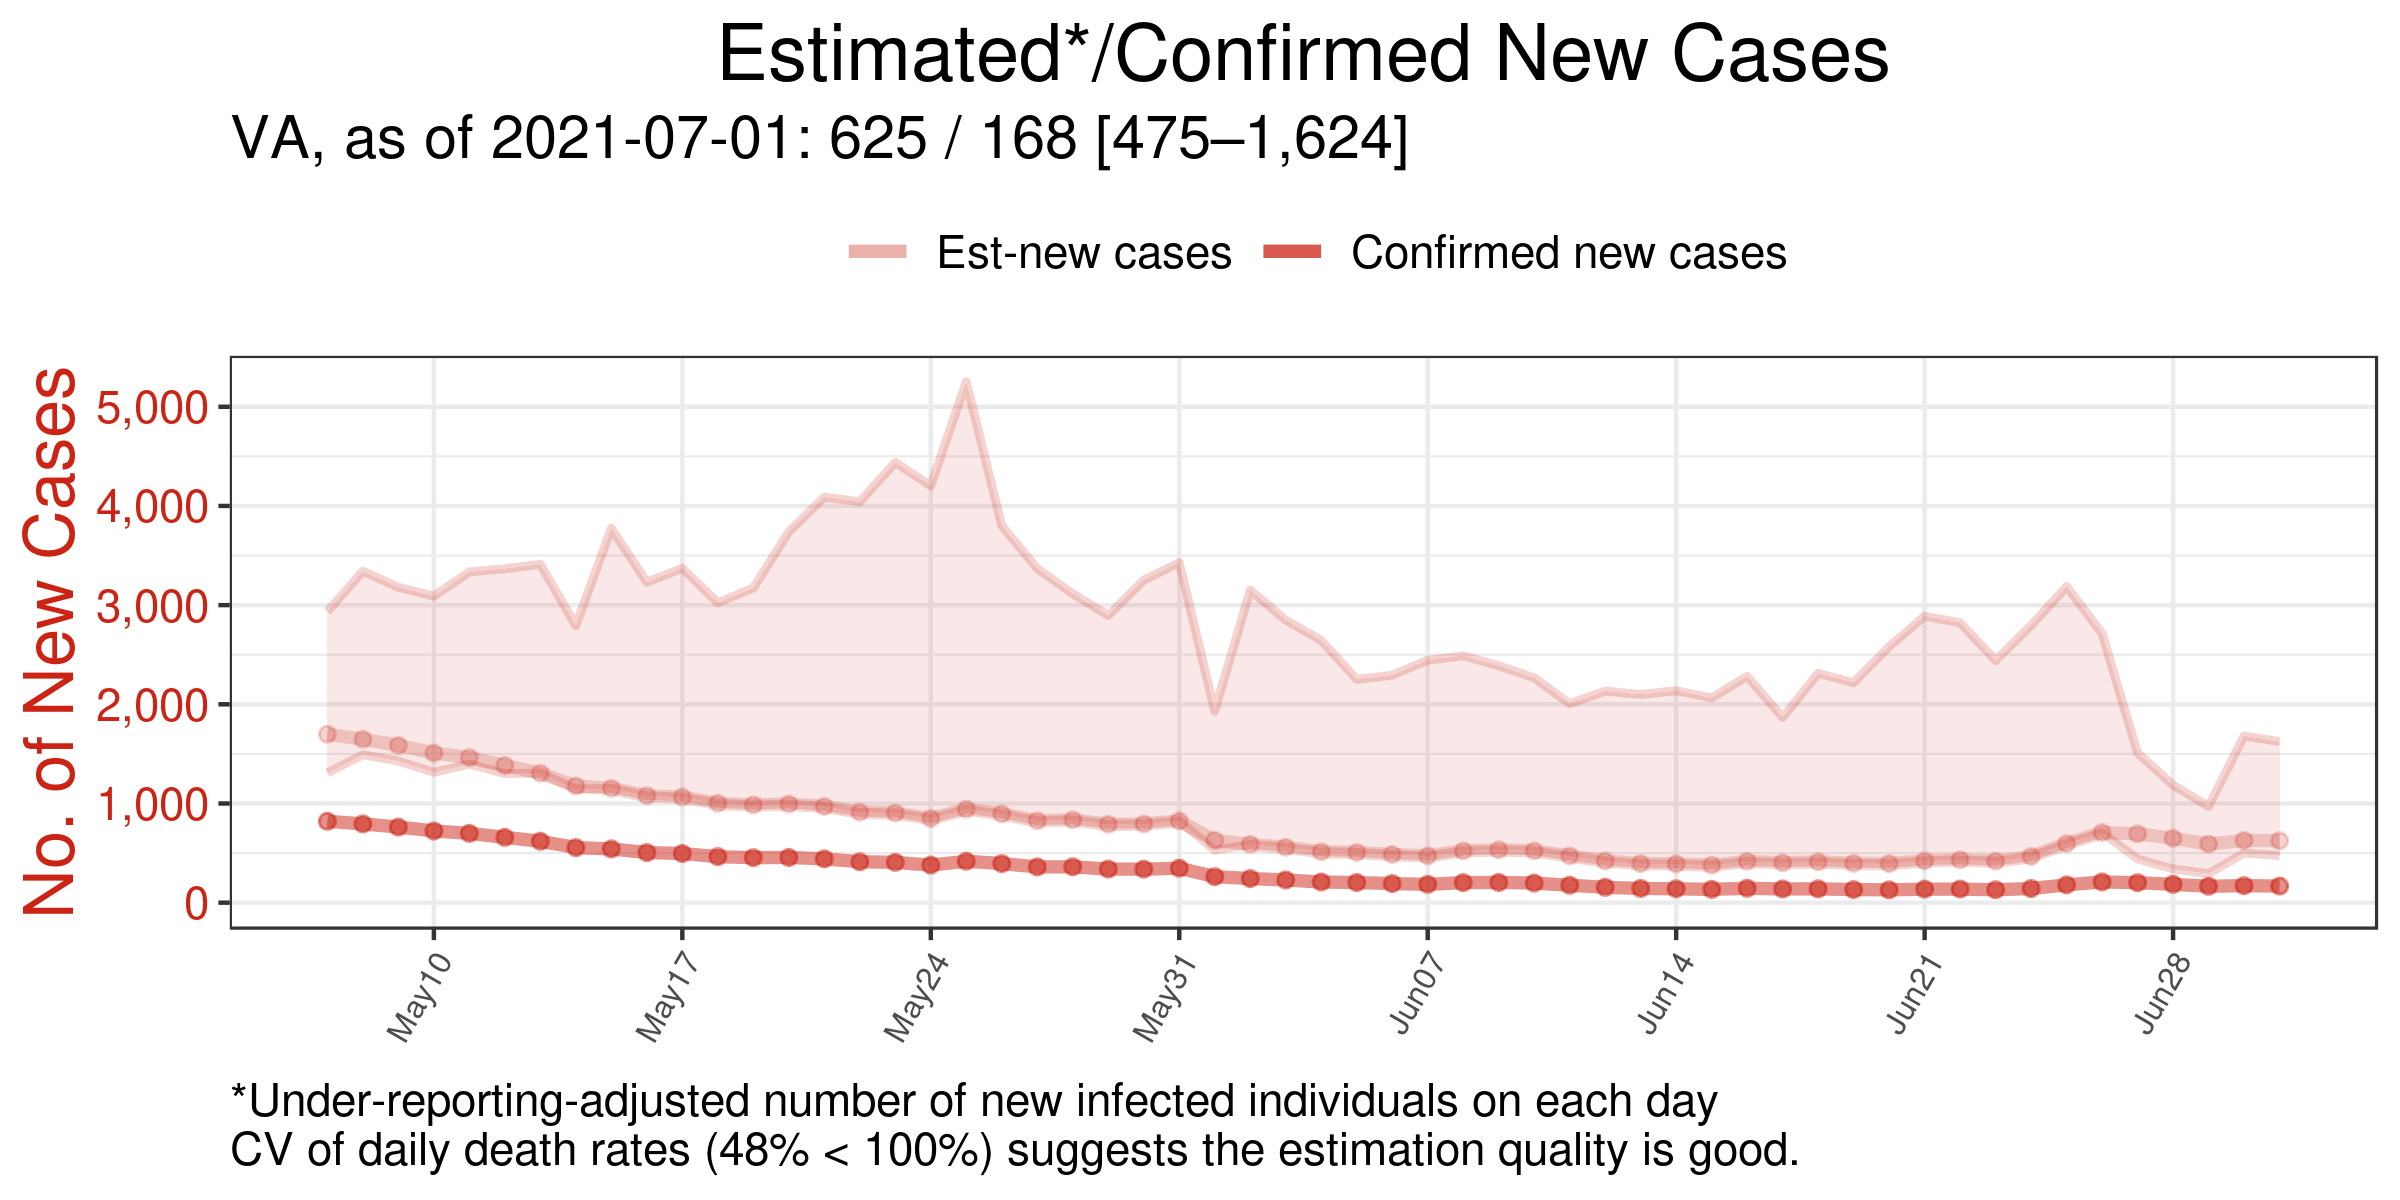 Estimated*/Confirmed New Cases
VA, as of 2021-07-01: 625 / 168 [475–1,624]
Est-new cases
Confirmed new cases
No. of New Cases
5,000
4,000
3,000
2,000
1,000
0
May10
May17
May24
May31
Jun07
Jun14
Jun21
Jun28
*Under-reporting-adjusted number of new infected individuals on each day
CV of daily death rates (48% < 100%) suggests the estimation quality is good.